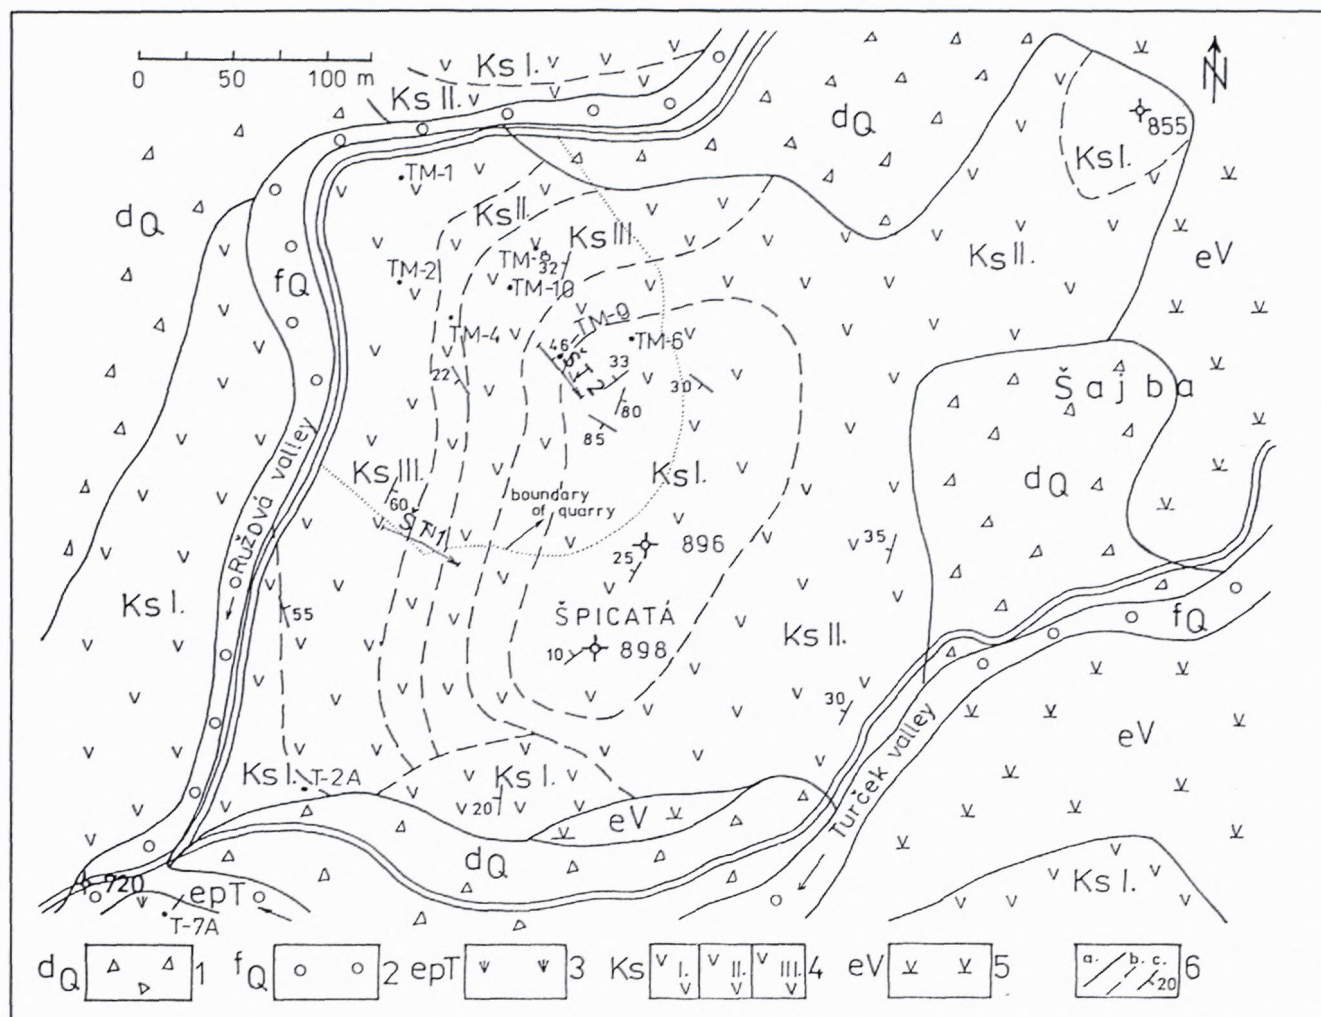 0 50 100 m
N
Ks I.
Ks II.
dQ
855
Ks I.
TM-1
dQ
Ks II.
Ks III
Ks II.
eV
fQ
TM-2
TM-8
32
TM-10
TM-9
TM-4
TM-6
46
ŠT 2
33
22
30
80
85
Šajba
Ružová valley
Ks III.
Ks I.
dQ
60
boundary
of quarry
ŠT-1
896
25
35
Ks I.
55
ŠPICATÁ
898
10
Ks II.
fQ
30
Turček valley
eV
Ks I.
T-2A
Ks I.
20
eV
dQ
720
epT
T-7A
Ks I.
dQ 1 fQ 2 epT 3 Ks I. II. III. 4 eV 5 a. b. c. 20 6